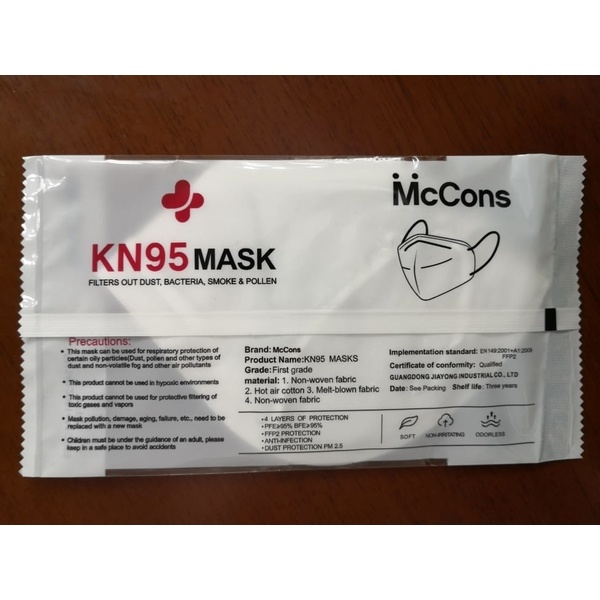 McCons
KN95 MASK
FILTERS OUT DUST, BACTERIA, SMOKE & POLLEN
Precautions:
• This mask can be used for respiratory protection of
certain oily particles(Dust, pollen and other types of
dust and non-volatile fog and other air pollutants
• This product cannot be used in hypoxic environments
• This product cannot be used for protective filtering of
toxic gases and vapors
• Mask pollution, damage, aging, failure, etc., need to be
replaced with a new mask
• Children must be under the guidance of an adult, please
keep in a safe place to avoid accidents
Brand: McCons
Product Name:KN95 MASKS
Grade:First grade
material: 1. Non-woven fabric
2. Hot air cotton 3. Melt-blown fabric
4. Non-woven fabric
Implementation standard: EN149:2001+A1:2009
FFP2
Certificate of conformity: Qualified
GUANGDONG JIAYONG INDUSTRIAL CO., LTD
Date: See Packing Shelf life: Three years
•4 LAYERS OF PROTECTION
•PFE≥95% BFE≥95%
•FFP2 PROTECTION
•ANTI-INFECTION
•DUST PROTECTION PM 2.5
SOFT NON-IRRITATING ODORLESS